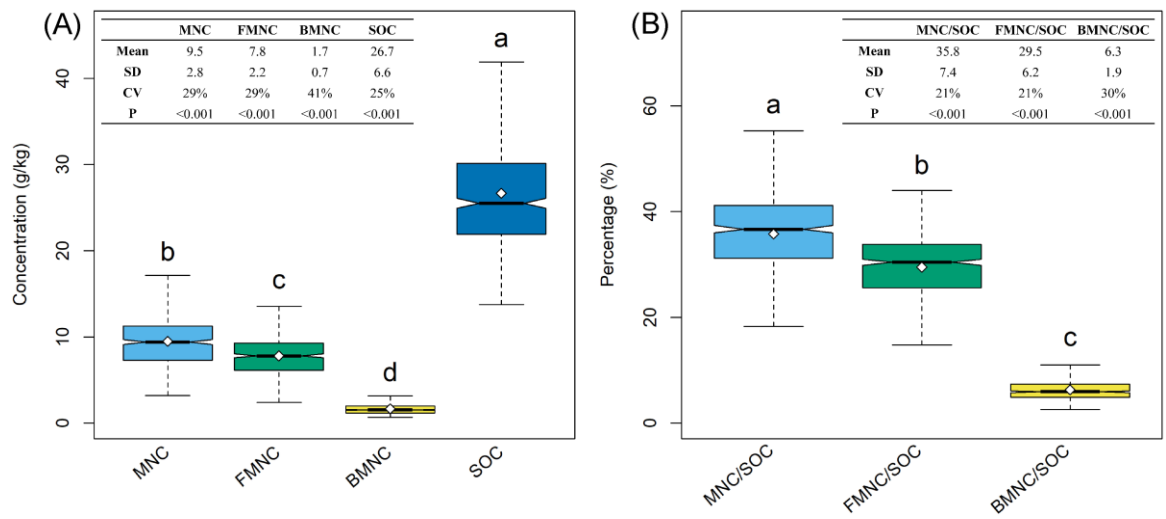 (A)
MNC FMNC BMNC SOC
Mean 9.5 7.8 1.7 26.7
SD 2.8 2.2 0.7 6.6
CV 29% 29% 41% 25%
P <0.001 <0.001 <0.001 <0.001
a
b
c
d
Concentration (g/kg)
40
30
20
10
0
MNC FMNC BMNC SOC
(B)
MNC/SOC FMNC/SOC BMNC/SOC
Mean 35.8 29.5 6.3
SD 7.4 6.2 1.9
CV 21% 21% 30%
P <0.001 <0.001 <0.001
a
b
c
Percentage (%)
60
40
20
0
MNC/SOC FMNC/SOC BMNC/SOC